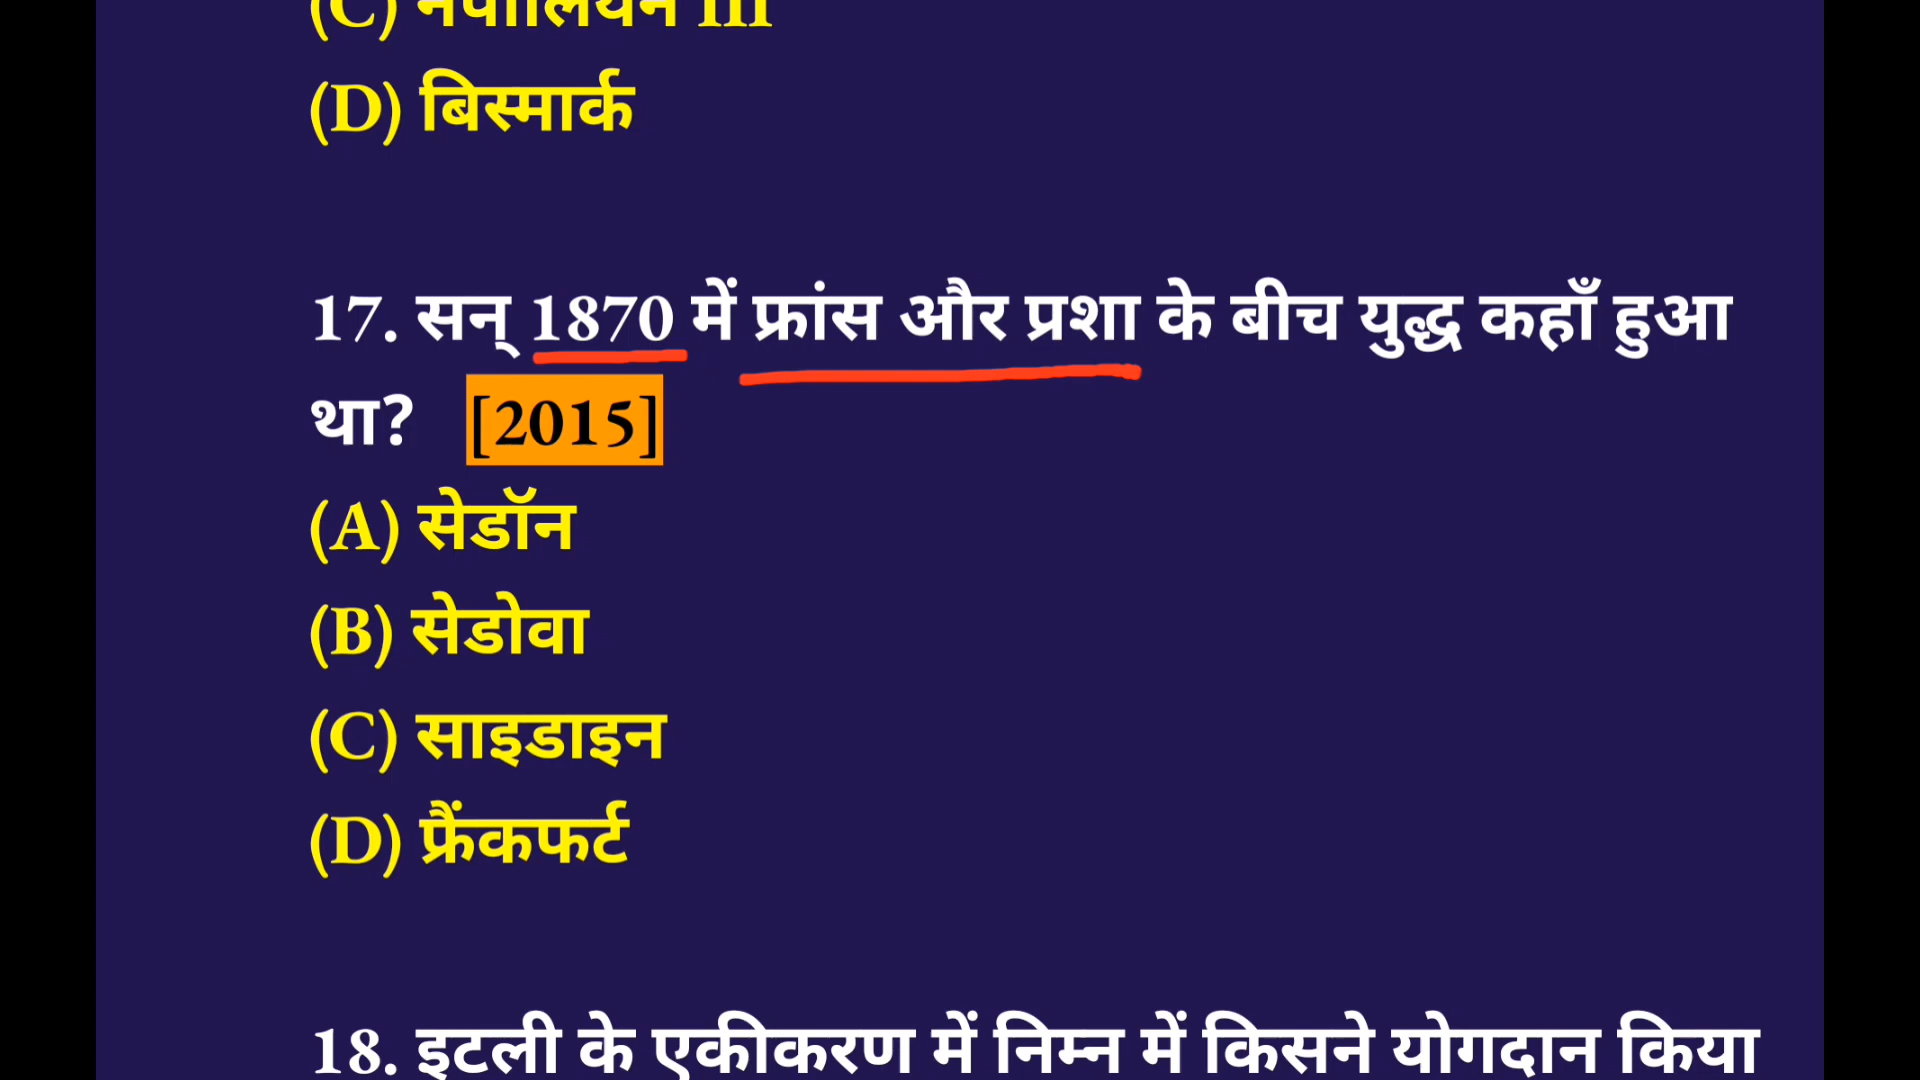 (C) नेपोलियन III
(D) बिस्मार्क
17. सन् 1870 में फ्रांस और प्रशा के बीच युद्ध कहाँ हुआ
था? [2015]
(A) सेडॉन
(B) सेडोवा
(C) साइडाइन
(D) फ्रैंकफर्ट
18. इटली के एकीकरण में निम्न में किसने योगदान किया